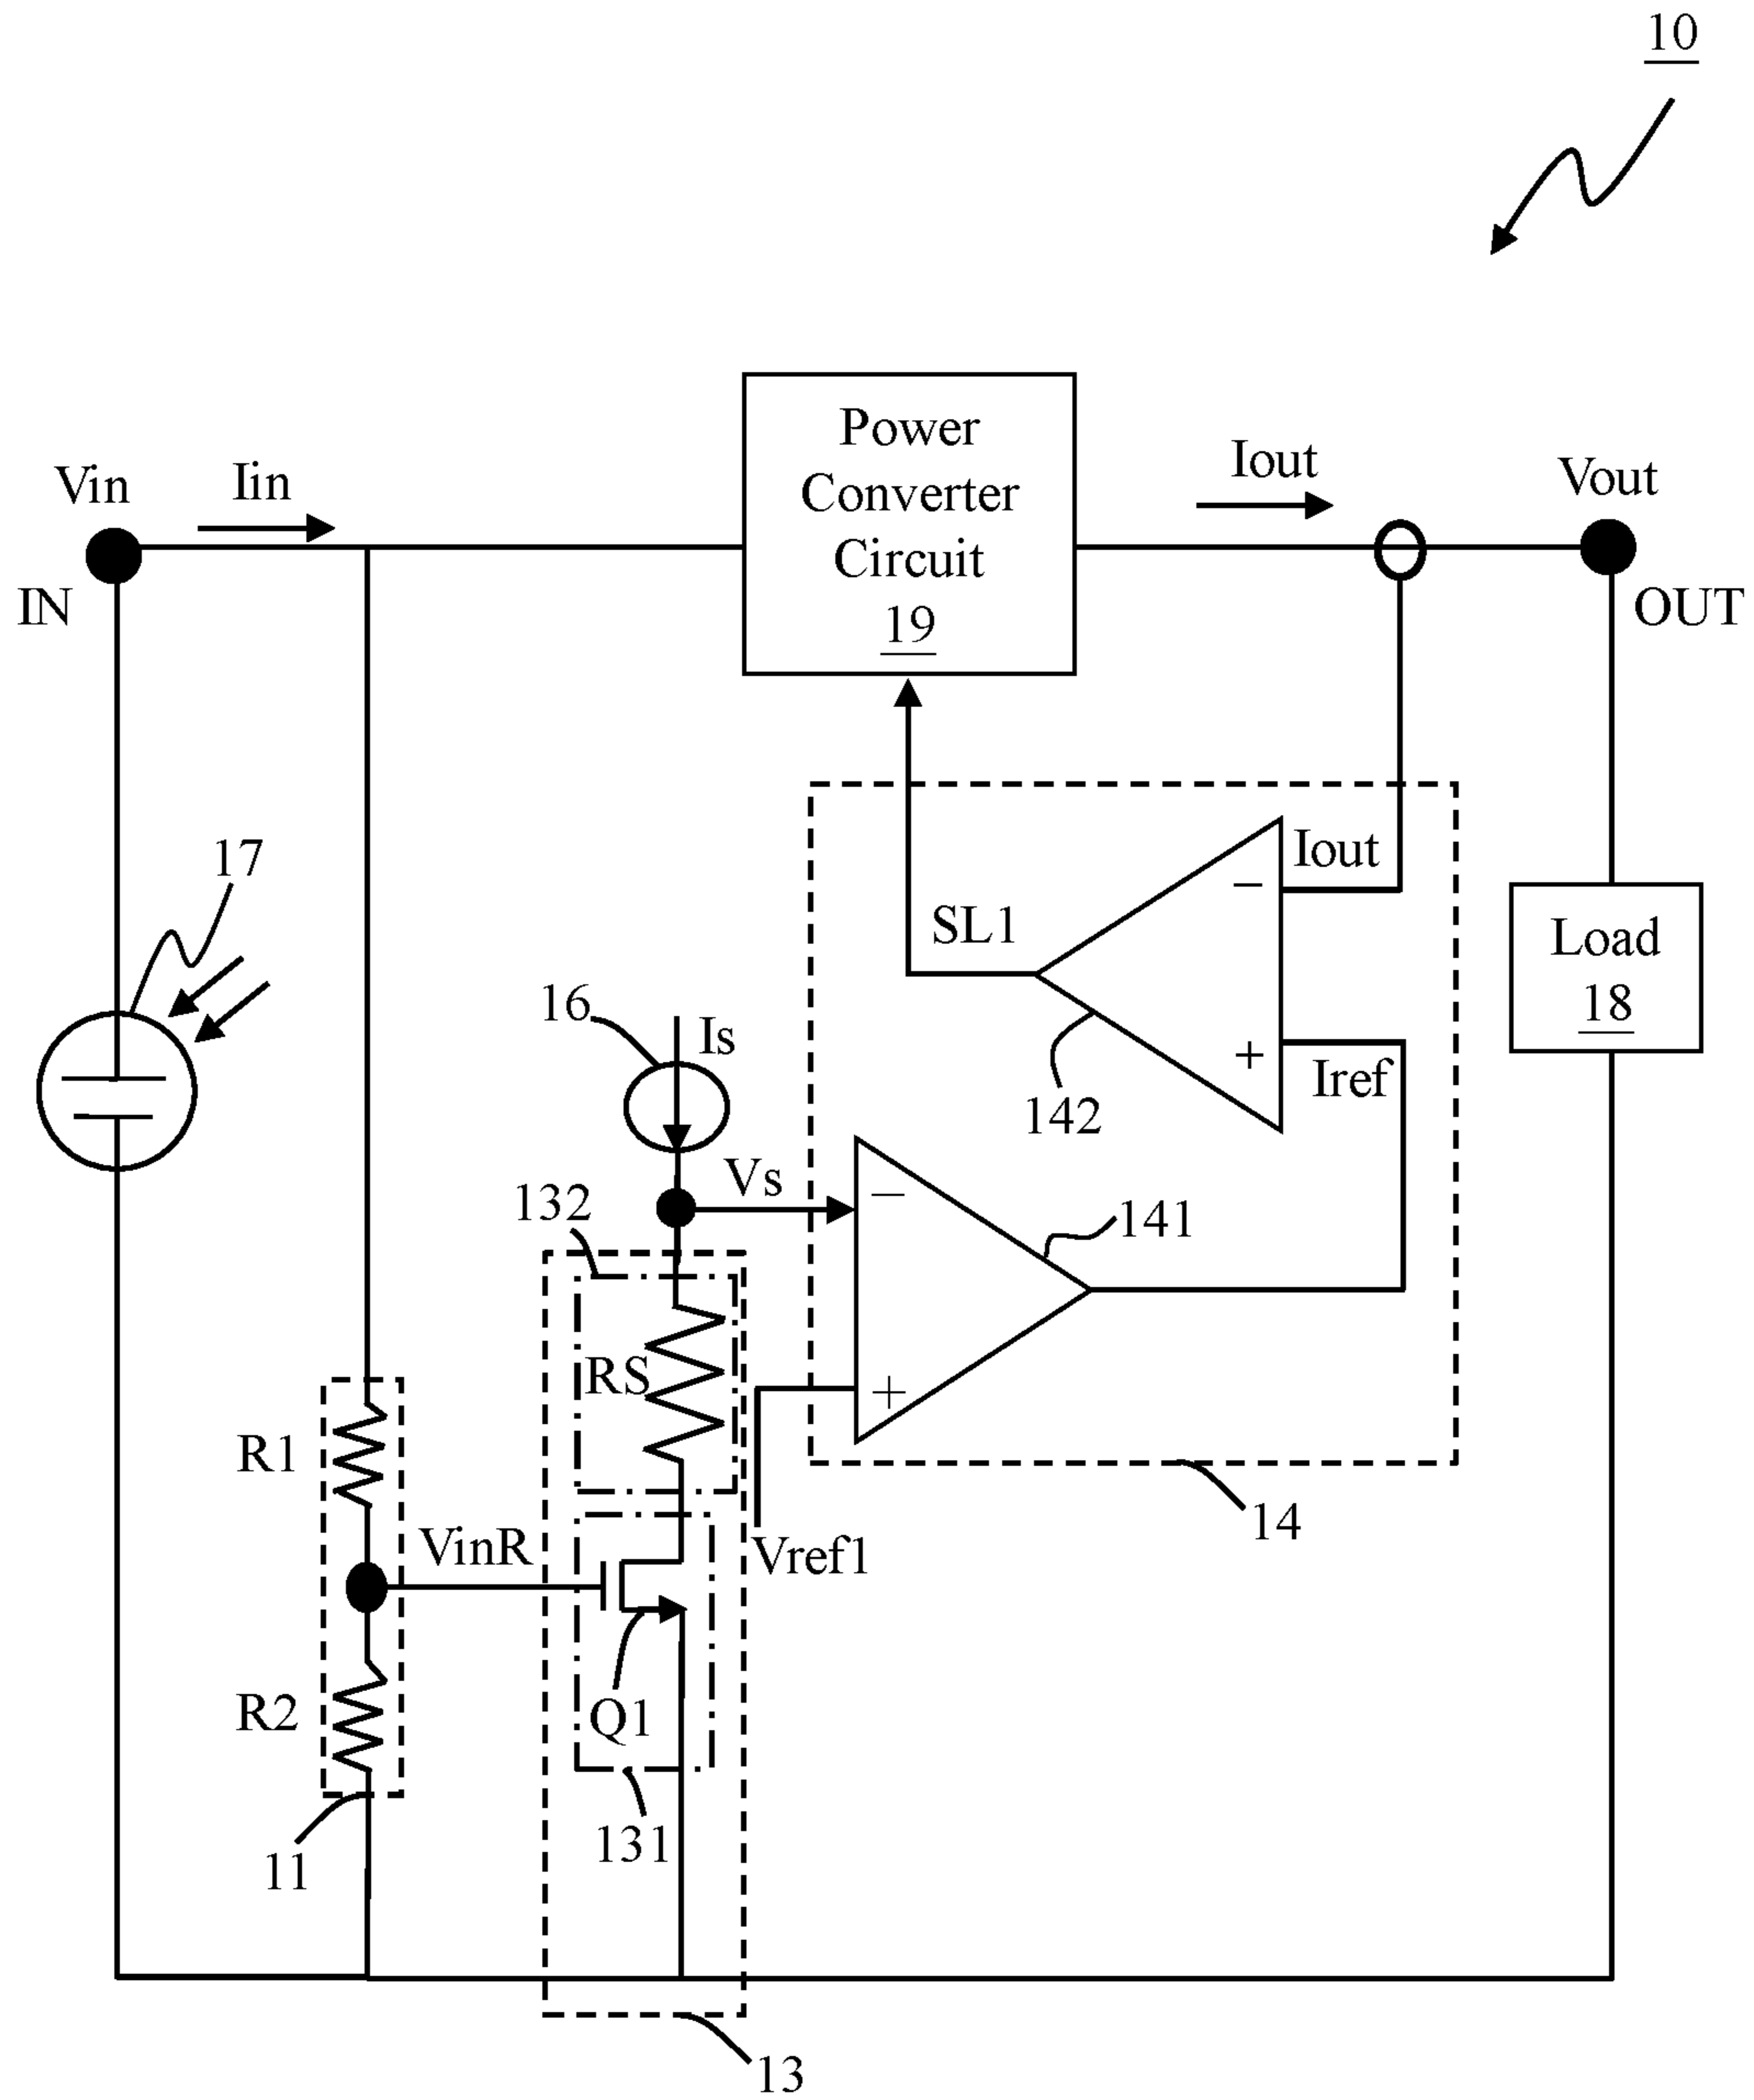 10
Power
Converter
Circuit
19
Vin
Iin
Iout
Vout
IN
OUT
17
Iout
SL1
Load
18
16
Is
Iref
142
Vs
132
141
−
+
−
+
RS
R1
14
VinR
Vref1
R2
Q1
131
11
13